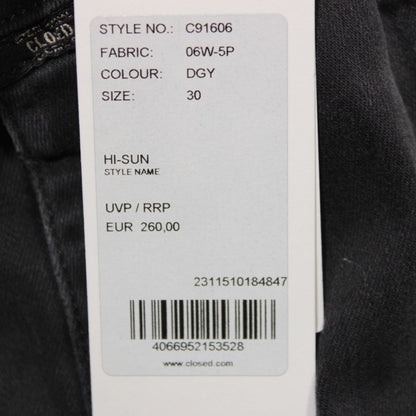 CLOSED
STYLE NO.: C91606
FABRIC: 06W-5P
COLOUR: DGY
SIZE: 30
HI-SUN
STYLE NAME
UVP / RRP
EUR 260,00
2311510184847
4066952153528
www.closed.com